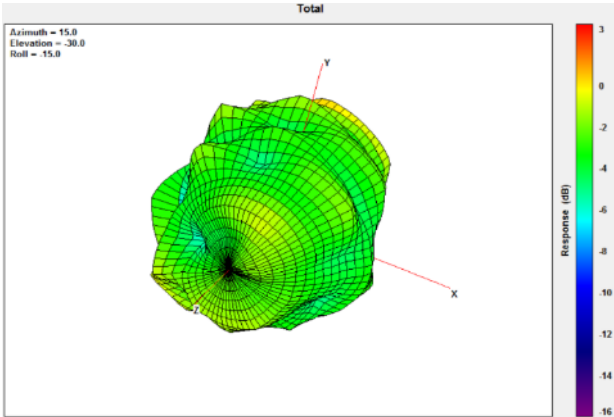 Total
Azimuth = 15.0
Elevation = -30.0
Roll = -15.0
Y
X
Z
3
0
-2
-4
-6
-8
-10
-12
-14
-16
Response (dB)